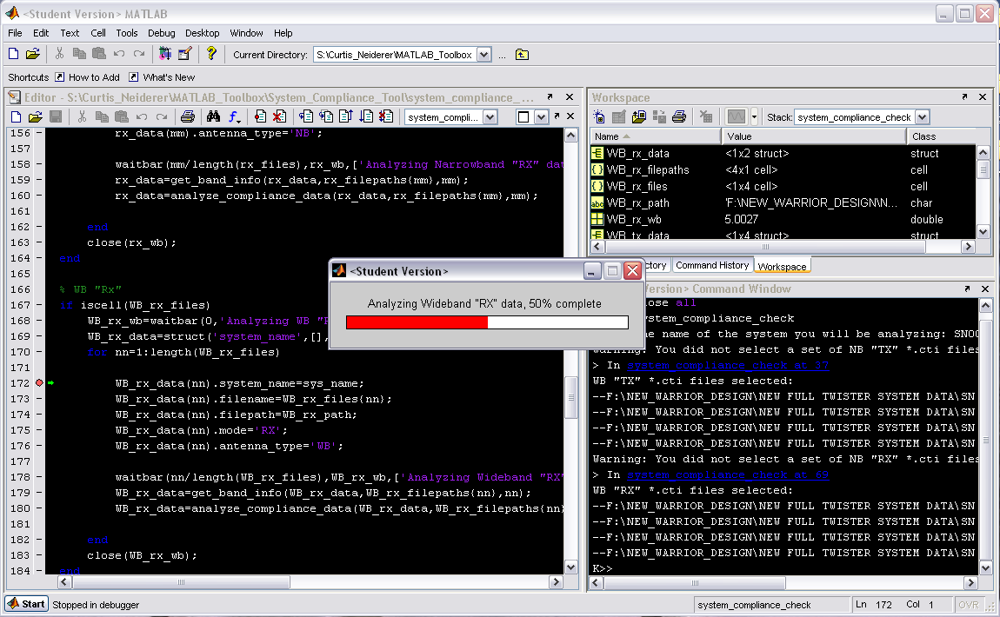 <Student Version> MATLAB
File Edit Text Cell Tools Debug Desktop Window Help
Current Directory: S:\Curtis_Neiderer\MATLAB_Toolbox ...
Shortcuts How to Add What's New
Editor - S:\Curtis_Neiderer\MATLAB_Toolbox\System_Compliance_Tool\system_compliance_...
system_compli...
156 - rx_data(mm).antenna_type='NB';
157
158 - waitbar(mm/length(rx_files),rx_wb,['Analyzing Narrowband "RX" dat
159 - rx_data=get_band_info(rx_data,rx_filepaths{mm},mm);
160 - rx_data=analyze_compliance_data(rx_data,rx_filepaths{mm},mm);
161
162 - end
163 - close(rx_wb);
164 - end
165
166 % WB "Rx"
167 - if iscell(WB_rx_files)
168 - WB_rx_wb=waitbar(0,'Analyzing WB "R
169 - WB_rx_data=struct('system_name',[],
170 - for nn=1:length(WB_rx_files)
171
172 - WB_rx_data(nn).system_name=sys_name;
173 - WB_rx_data(nn).filename=WB_rx_files{nn};
174 - WB_rx_data(nn).filepath=WB_rx_path;
175 - WB_rx_data(nn).mode='RX';
176 - WB_rx_data(nn).antenna_type='WB';
177
178 - waitbar(nn/length(WB_rx_files),WB_rx_wb,['Analyzing Wideband "RX"
179 - WB_rx_data=get_band_info(WB_rx_data,WB_rx_filepaths{nn},nn);
180 - WB_rx_data=analyze_compliance_data(WB_rx_data,WB_rx_filepaths{nn}
181
182 - end
183 - close(WB_rx_wb);
184 - end
Workspace
Stack: system_compliance_check
Name Value Class
WB_rx_data <1x2 struct> struct
WB_rx_filepaths <4x1 cell> cell
WB_rx_files <1x4 cell> cell
WB_rx_path 'F:\NEW_WARRIOR_DESIGN\N... char
WB_rx_wb 5.0027 double
WB_tx_data <1x4 struct> struct
ctory Command History Workspace
<Student Version>
Analyzing Wideband "RX" data, 50% complete
Version> Command Window
lose all
ystem_compliance_check
he name of the system you will be analyzing: SNOO
Warning: You did not select a set of NB "TX" *.cti files
> In system_compliance_check at 37
WB "TX" *.cti files selected:
--F:\NEW_WARRIOR_DESIGN\NEW FULL TWISTER SYSTEM DATA\SN
--F:\NEW_WARRIOR_DESIGN\NEW FULL TWISTER SYSTEM DATA\SN
--F:\NEW_WARRIOR_DESIGN\NEW FULL TWISTER SYSTEM DATA\SN
--F:\NEW_WARRIOR_DESIGN\NEW FULL TWISTER SYSTEM DATA\SN
Warning: You did not select a set of NB "RX" *.cti files
> In system_compliance_check at 69
WB "RX" *.cti files selected:
--F:\NEW_WARRIOR_DESIGN\NEW FULL TWISTER SYSTEM DATA\SN
--F:\NEW_WARRIOR_DESIGN\NEW FULL TWISTER SYSTEM DATA\SN
--F:\NEW_WARRIOR_DESIGN\NEW FULL TWISTER SYSTEM DATA\SN
--F:\NEW_WARRIOR_DESIGN\NEW FULL TWISTER SYSTEM DATA\SN
K>>
Start Stopped in debugger system_compliance_check Ln 172 Col 1 OVR